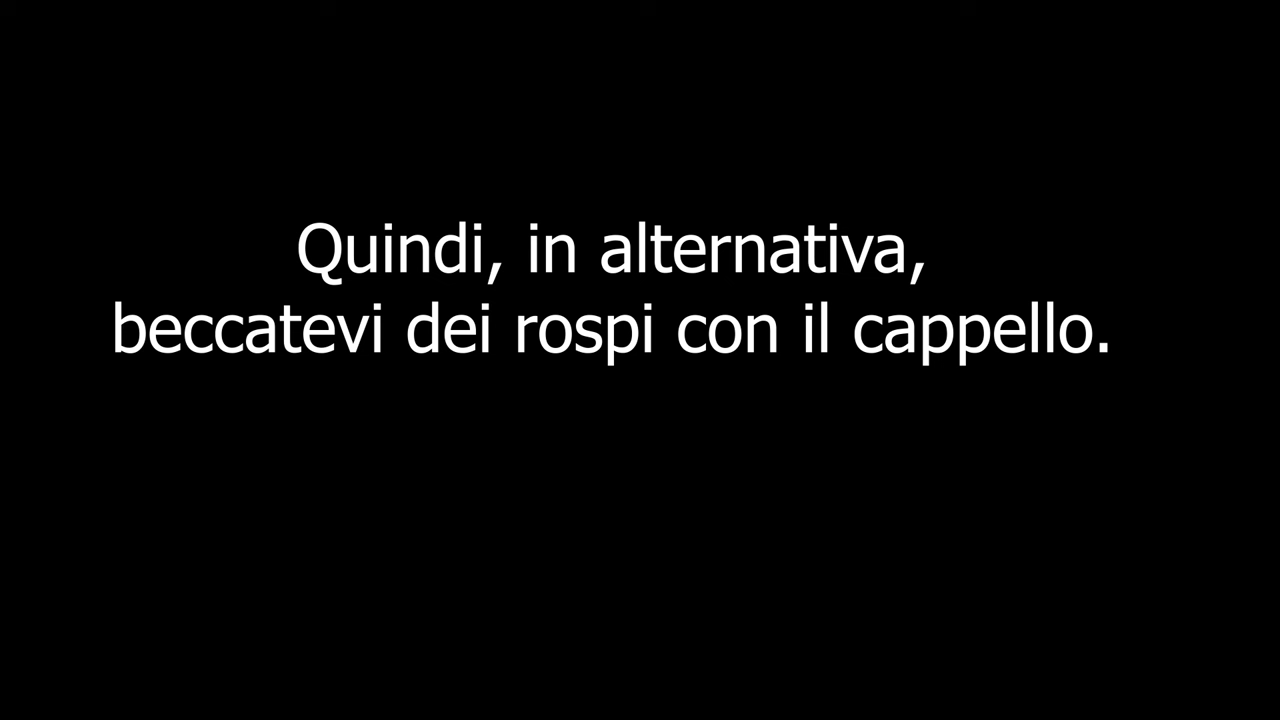 Quindi, in alternativa,
beccatevi dei rospi con il cappello.